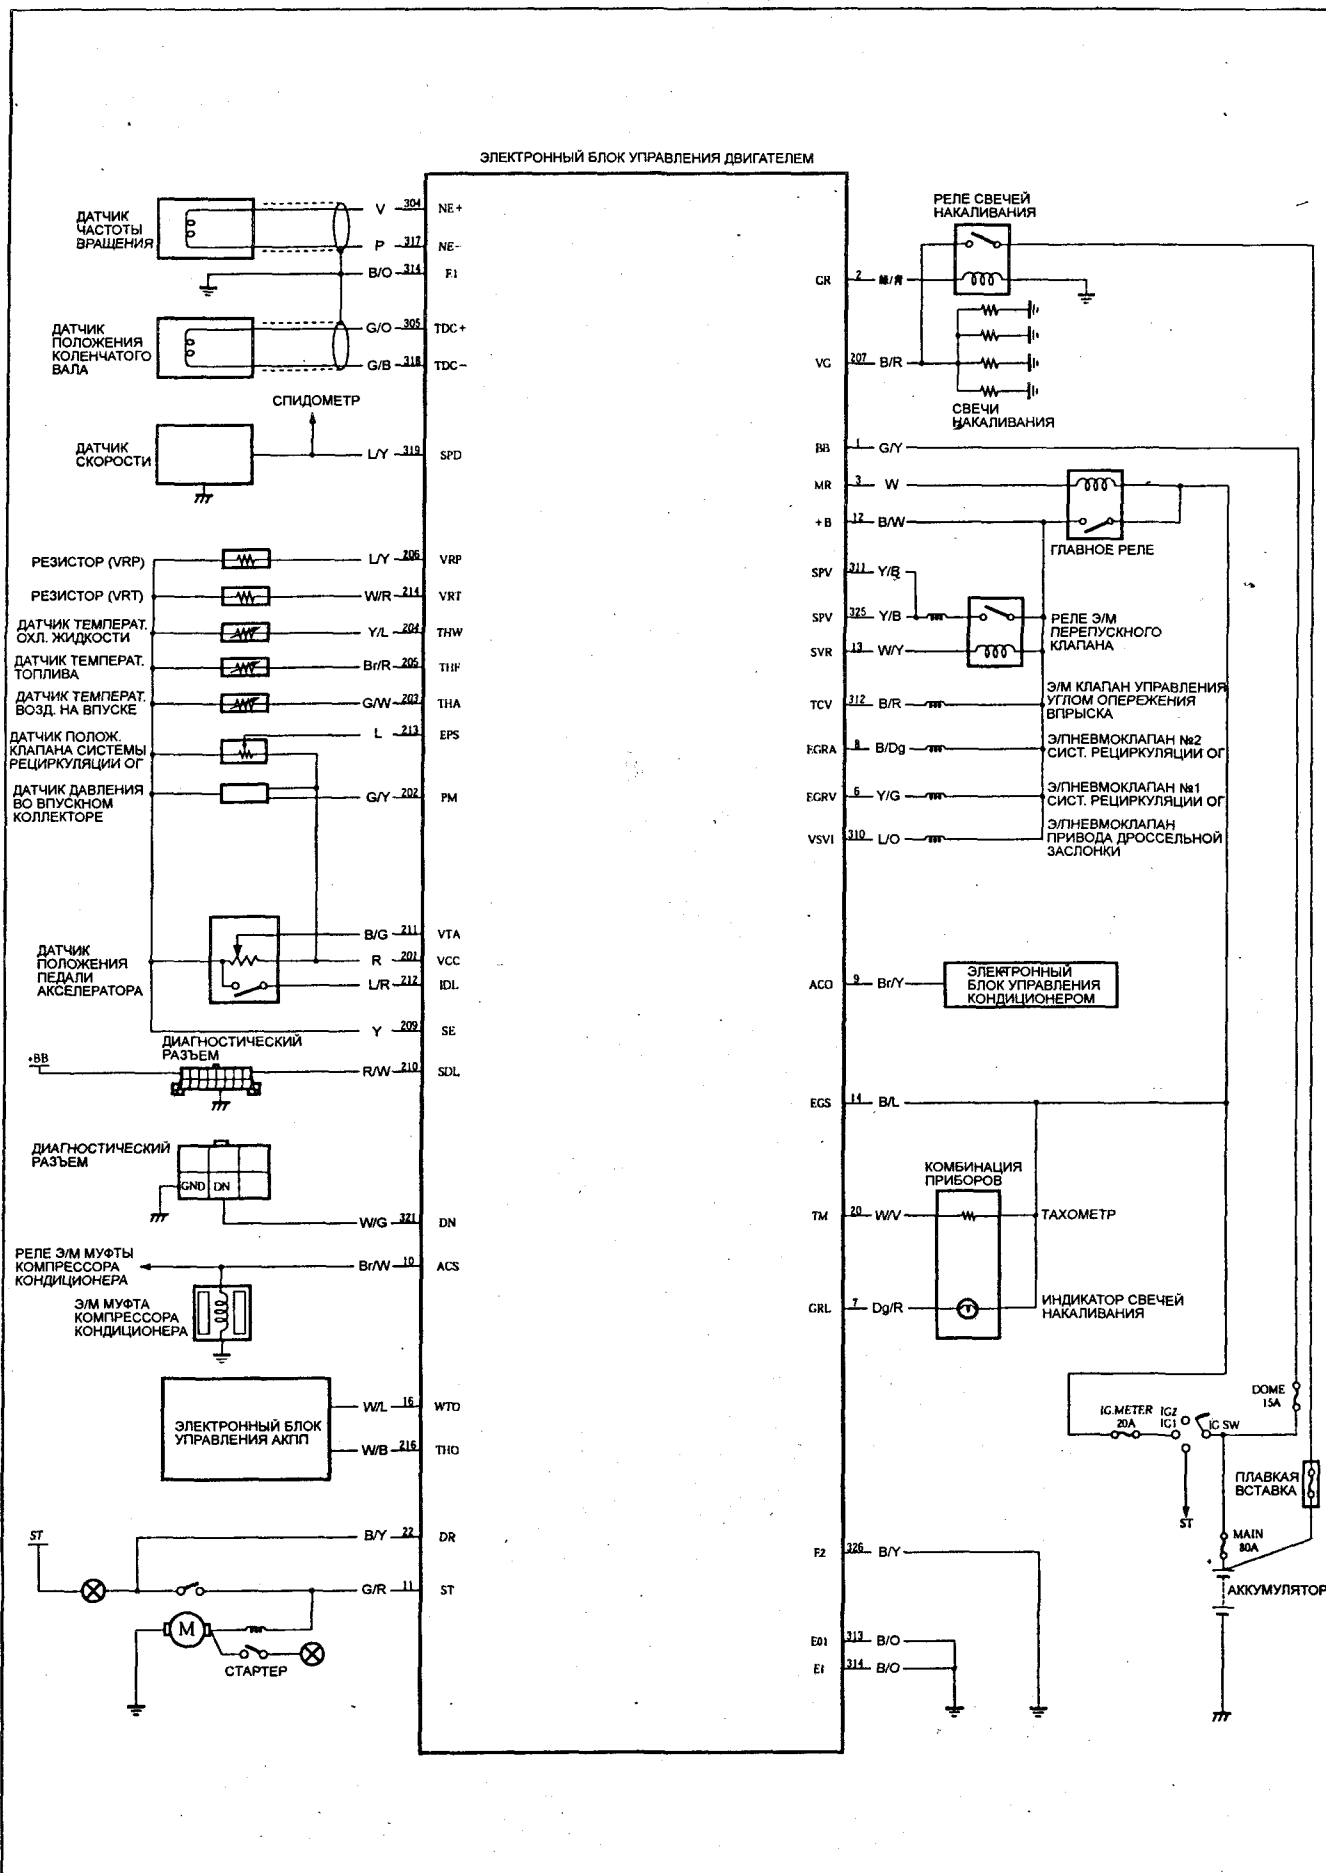 ЭЛЕКТРОННЫЙ БЛОК УПРАВЛЕНИЯ ДВИГАТЕЛЕМ
ДАТЧИК
ЧАСТОТЫ
ВРАЩЕНИЯ
V 304 NE+
P 317 NE-
B/O 314 E1
ДАТЧИК
ПОЛОЖЕНИЯ
КОЛЕНЧАТОГО
ВАЛА
G/O 305 TDC+
G/B 318 TDC-
СПИДОМЕТР
ДАТЧИК
СКОРОСТИ
L/Y 319 SPD
РЕЗИСТОР (VRP) L/Y 206 VRP
РЕЗИСТОР (VRT) W/R 214 VRT
ДАТЧИК ТЕМПЕРАТ.
ОХЛ. ЖИДКОСТИ
Y/L 204 THW
ДАТЧИК ТЕМПЕРАТ.
ТОПЛИВА
Br/R 205 THF
ДАТЧИК ТЕМПЕРАТ.
ВОЗД. НА ВПУСКЕ
G/W 203 THA
ДАТЧИК ПОЛОЖ.
КЛАПАНА СИСТЕМЫ
РЕЦИРКУЛЯЦИИ ОГ
L 213 EPS
ДАТЧИК ДАВЛЕНИЯ
ВО ВПУСКНОМ
КОЛЛЕКТОРЕ
G/Y 202 PM
ДАТЧИК
ПОЛОЖЕНИЯ
ПЕДАЛИ
АКСЕЛЕРАТОРА
B/G 211 VTA
R 201 VCC
L/R 212 IDL
Y 209 SE
ДИАГНОСТИЧЕСКИЙ
РАЗЪЕМ
+BB
R/W 210 SDL
ДИАГНОСТИЧЕСКИЙ
РАЗЪЕМ
GND DN
W/G 321 DN
РЕЛЕ Э/М МУФТЫ
КОМПРЕССОРА
КОНДИЦИОНЕРА
Br/W 10 ACS
Э/М МУФТА
КОМПРЕССОРА
КОНДИЦИОНЕРА
ЭЛЕКТРОННЫЙ БЛОК
УПРАВЛЕНИЯ АКПП
W/L 16 WTO
W/B 216 THO
ST
B/Y 22 DR
G/R 11 ST
M
СТАРТЕР
РЕЛЕ СВЕЧЕЙ
НАКАЛИВАНИЯ
GR 2
VG 207 B/R
СВЕЧИ
НАКАЛИВАНИЯ
BB 1 G/Y
MR 3 W
+B 12 B/W
ГЛАВНОЕ РЕЛЕ
SPV 311 Y/B
SPV 325 Y/B
SVR 13 W/Y
РЕЛЕ Э/М
ПЕРЕПУСКНОГО
КЛАПАНА
TCV 312 B/R
Э/М КЛАПАН УПРАВЛЕНИЯ
УГЛОМ ОПЕРЕЖЕНИЯ
ВПРЫСКА
EGRA 8 B/Dg
Э/ПНЕВМОКЛАПАН №2
СИСТ. РЕЦИРКУЛЯЦИИ ОГ
EGRV 6 Y/G
Э/ПНЕВМОКЛАПАН №1
СИСТ. РЕЦИРКУЛЯЦИИ ОГ
VSV1 310 L/O
Э/ПНЕВМОКЛАПАН
ПРИВОДА ДРОССЕЛЬНОЙ
ЗАСЛОНКИ
ACO 9 Br/Y
ЭЛЕКТРОННЫЙ
БЛОК УПРАВЛЕНИЯ
КОНДИЦИОНЕРОМ
EGS 14 B/L
КОМБИНАЦИЯ
ПРИБОРОВ
TM 20 W/V
ТАХОМЕТР
GRL 7 Dg/R
ИНДИКАТОР СВЕЧЕЙ
НАКАЛИВАНИЯ
DOME
15A
IG.METER
20A
IG2
IG1
IG SW
ST
ПЛАВКАЯ
ВСТАВКА
MAIN
80A
+
АККУМУЛЯТОР
E2 326 B/Y
E01 313 B/O
E1 314 B/O